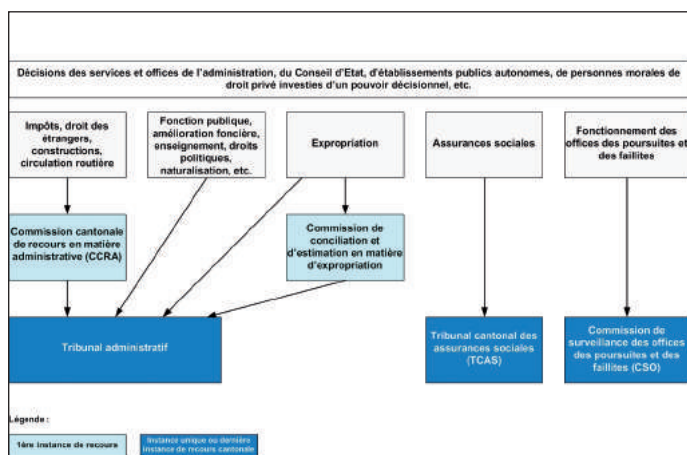 Décisions des services et offices de l'administration, du Conseil d'Etat, d'établissements publics autonomes, de personnes morales de
droit privé investies d'un pouvoir décisionnel, etc.
Impôts, droit des
étrangers,
constructions,
circulation routière
Fonction publique,
amélioration foncière,
enseignement, droits
politiques,
naturalisation, etc.
Expropriation
Assurances sociales
Fonctionnement des
offices des poursuites et
des faillites
Commission cantonale
de recours en matière
administrative (CCRA)
Commission de
conciliation et
d'estimation en matière
d'expropriation
Tribunal administratif
Tribunal cantonal des
assurances sociales
(TCAS)
Commission de
surveillance des offices
des poursuites et des
faillites (CSO)
Légende :
1ère instance de recours
Instance unique ou dernière
instance de recours cantonale